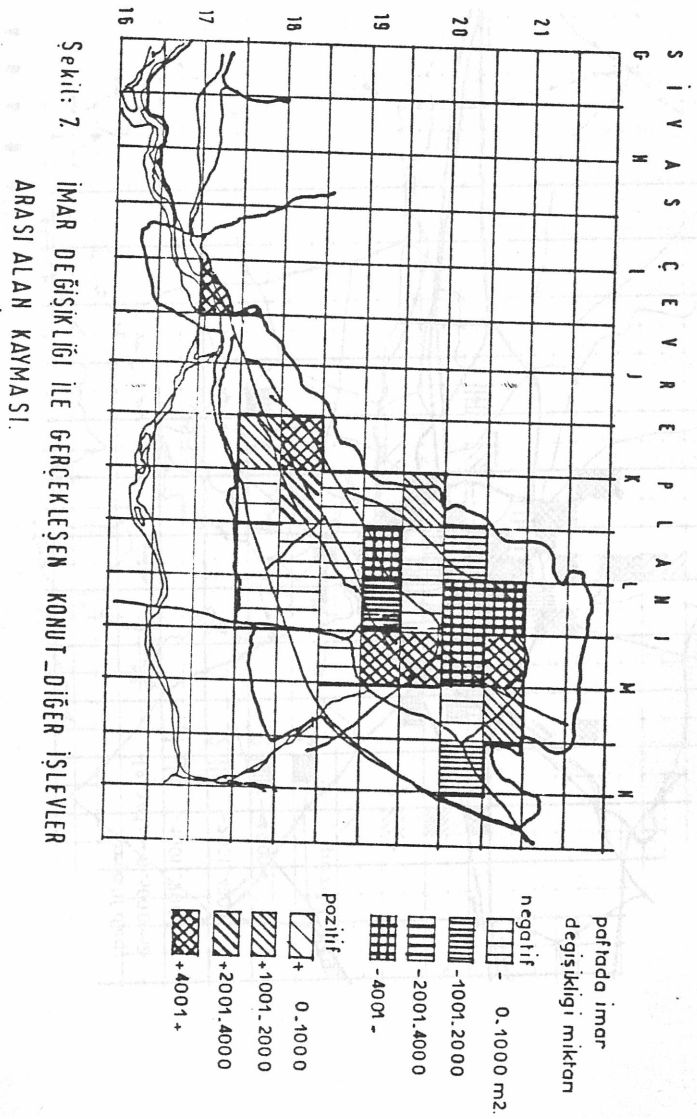 SİVAS ÇEVRE PLANI
G H I J K L M N
21
20
19
18
17
16
paftada imar
değişikligi miktarı
negatif
- 0.1000 m2.
-1001.2000
-2001.4000
-4001-
pozitif
+ 0-1000
+1001-2000
+2001.4000
+4001+
Şekil: 7. İMAR DEĞİŞİKLİĞİ İLE GERÇEKLEŞEN KONUT_DİĞER İŞLEVLER
ARASI ALAN KAYMASI.